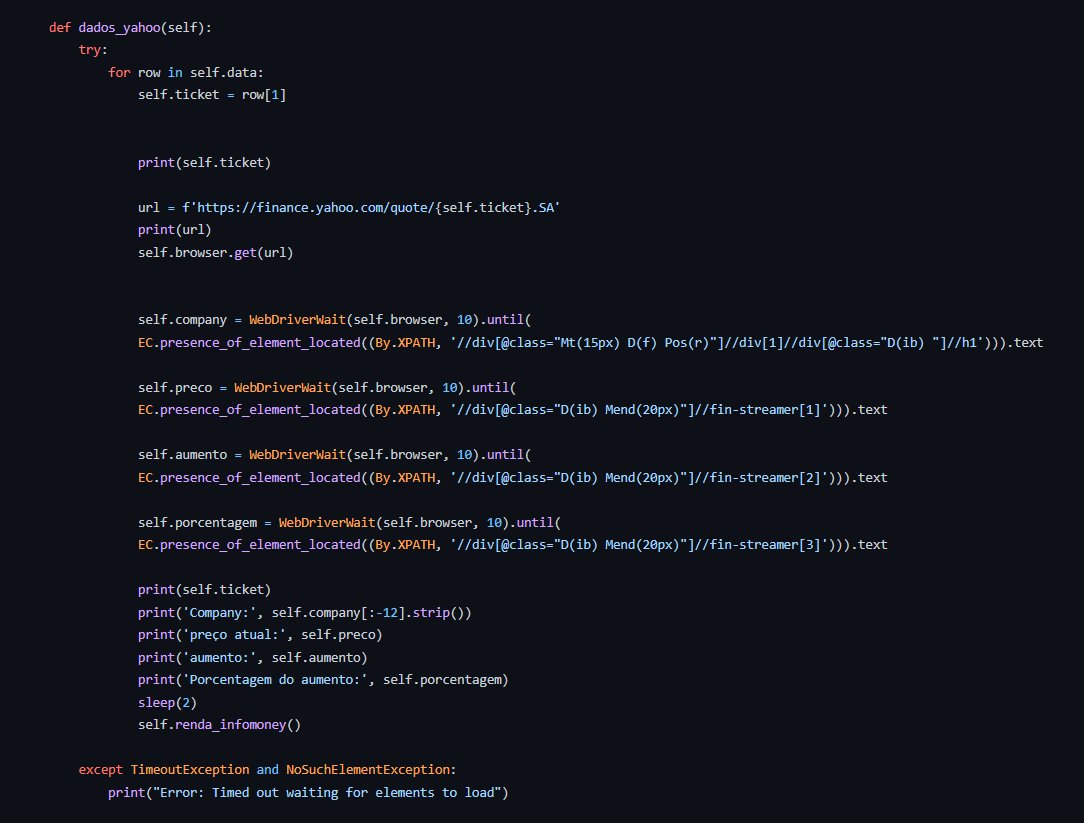 def dados_yahoo(self):
try:
for row in self.data:
self.ticket = row[1]
print(self.ticket)
url = f'https://finance.yahoo.com/quote/{self.ticket}.SA'
print(url)
self.browser.get(url)
self.company = WebDriverWait(self.browser, 10).until(
EC.presence_of_element_located((By.XPATH, '//div[@class="Mt(15px) D(f) Pos(r)"]//div[1]//div[@class="D(ib) "]//h1'))).text
self.preco = WebDriverWait(self.browser, 10).until(
EC.presence_of_element_located((By.XPATH, '//div[@class="D(ib) Mend(20px)"]//fin-streamer[1]'))).text
self.aumento = WebDriverWait(self.browser, 10).until(
EC.presence_of_element_located((By.XPATH, '//div[@class="D(ib) Mend(20px)"]//fin-streamer[2]'))).text
self.porcentagem = WebDriverWait(self.browser, 10).until(
EC.presence_of_element_located((By.XPATH, '//div[@class="D(ib) Mend(20px)"]//fin-streamer[3]'))).text
print(self.ticket)
print('Company:', self.company[:-12].strip())
print('preço atual:', self.preco)
print('aumento:', self.aumento)
print('Porcentagem do aumento:', self.porcentagem)
sleep(2)
self.renda_infomoney()
except TimeoutException and NoSuchElementException:
print("Error: Timed out waiting for elements to load")